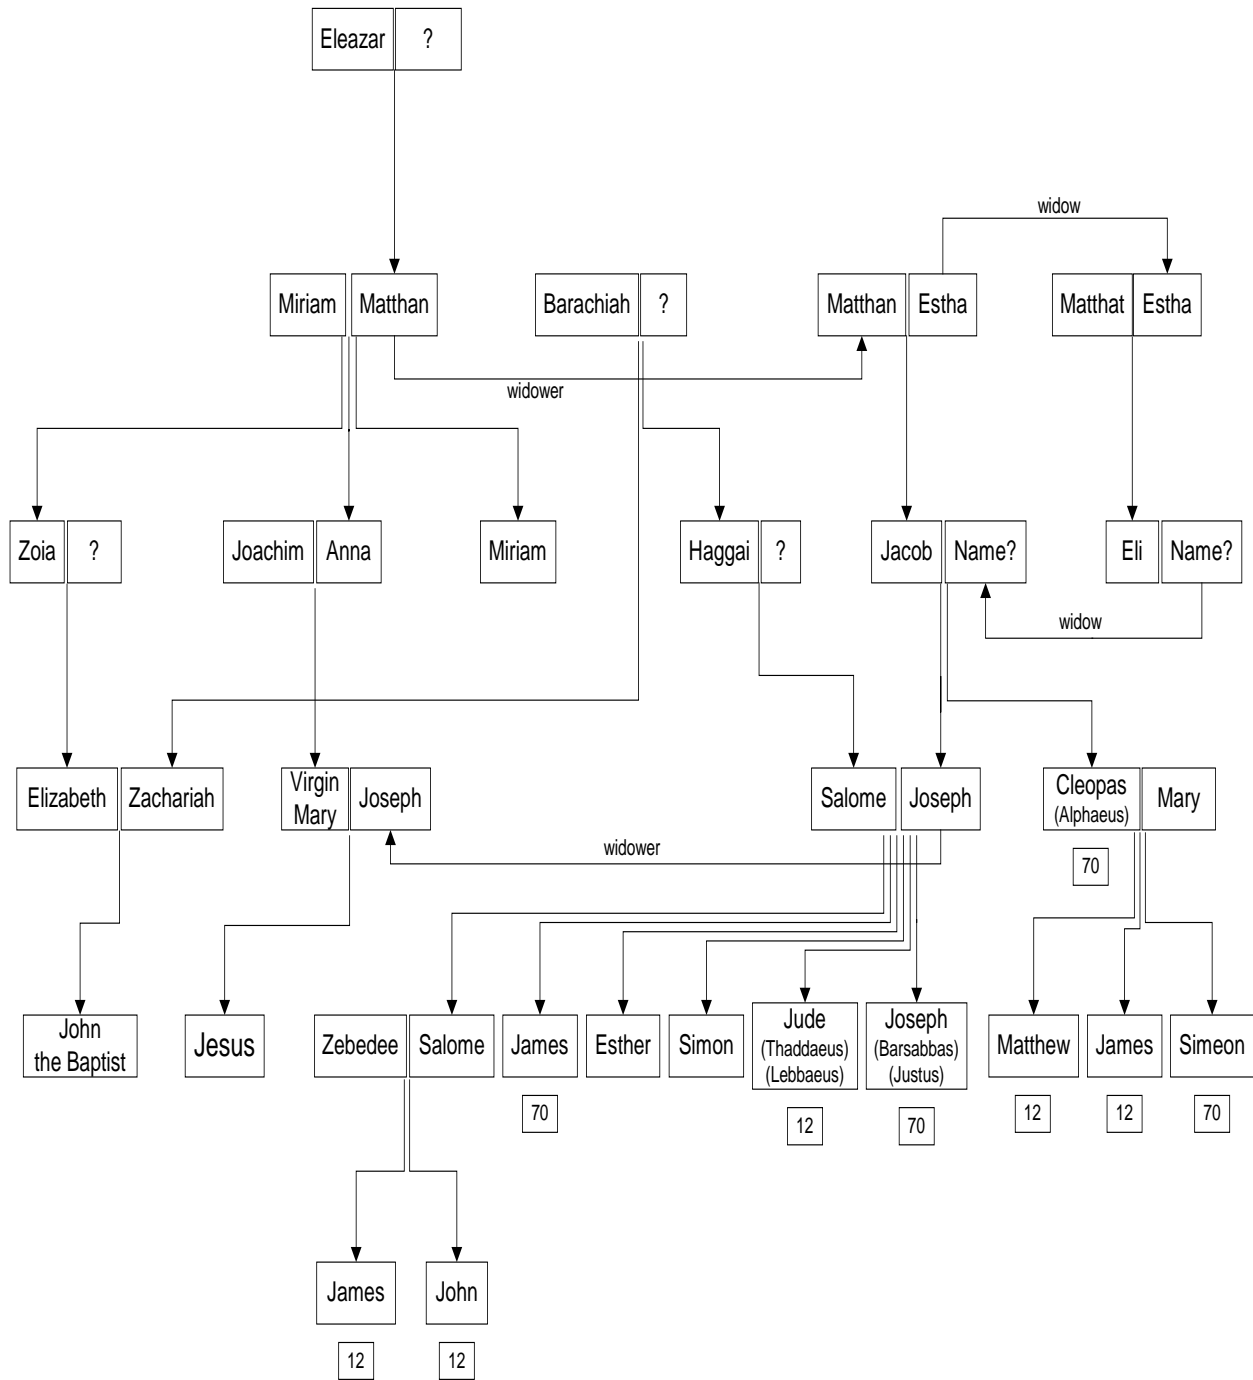 Eleazar ?
widow
Miriam Matthan Barachiah ? Matthan Estha Matthat Estha
widower
Zoia ? Joachim Anna Miriam Haggai ? Jacob Name? Eli Name?
widow
Elizabeth Zachariah Virgin Mary Joseph Salome Joseph Cleopas (Alphaeus) Mary
widower
70
John the Baptist Jesus Zebedee Salome James Esther Simon Jude (Thaddaeus) (Lebbaeus) Joseph (Barsabbas) (Justus) Matthew James Simeon
70 12 70 12 12 70
James John
12 12